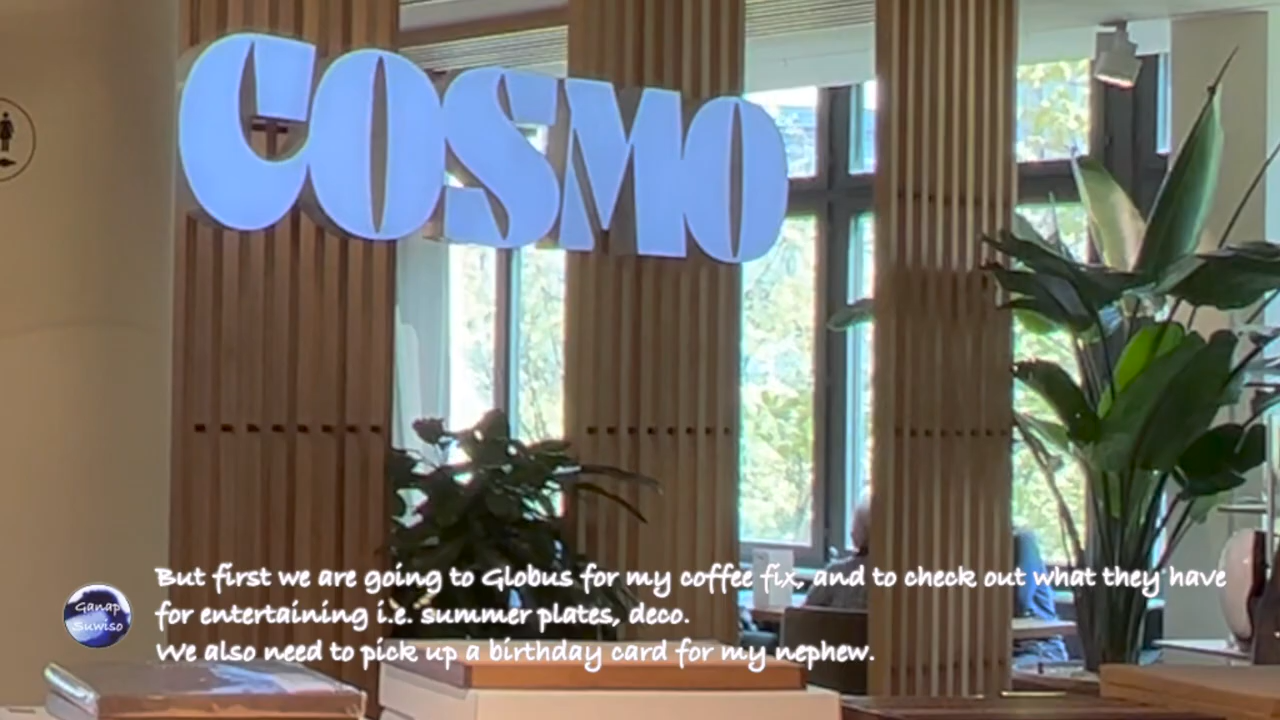 COSMO
But first we are going to Globus for my coffee fix, and to check out what they have
for entertaining i.e. summer plates, deco.
We also need to pick up a birthday card for my nephew.
Ganap
Suwiso